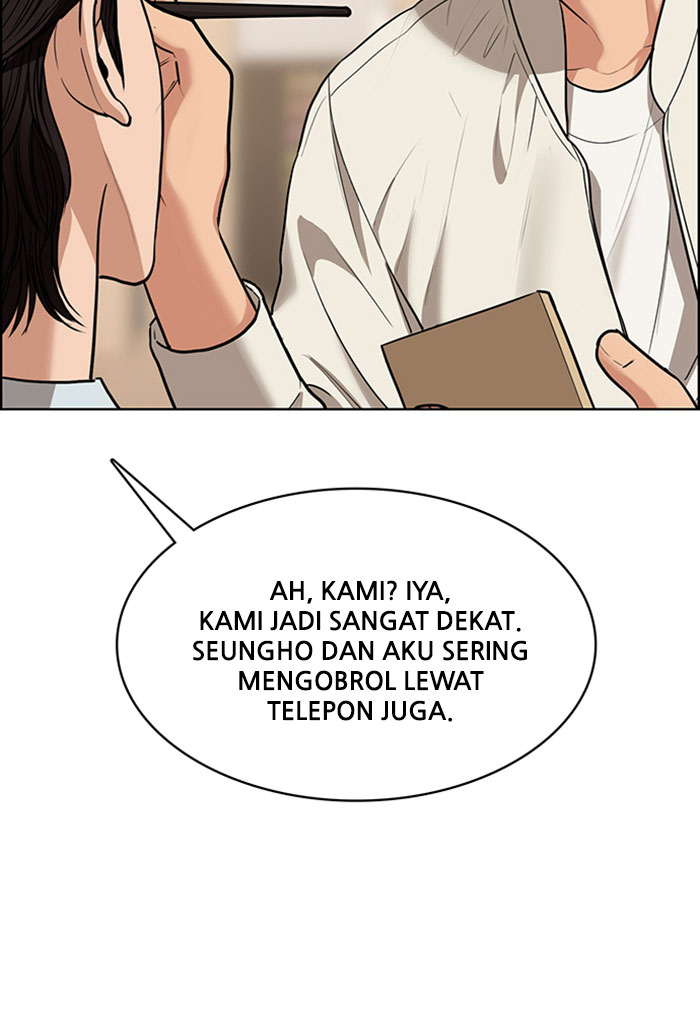 AH, KAMI? IYA,
KAMI JADI SANGAT DEKAT.
SEUNGHO DAN AKU SERING
MENGOBROL LEWAT
TELEPON JUGA.